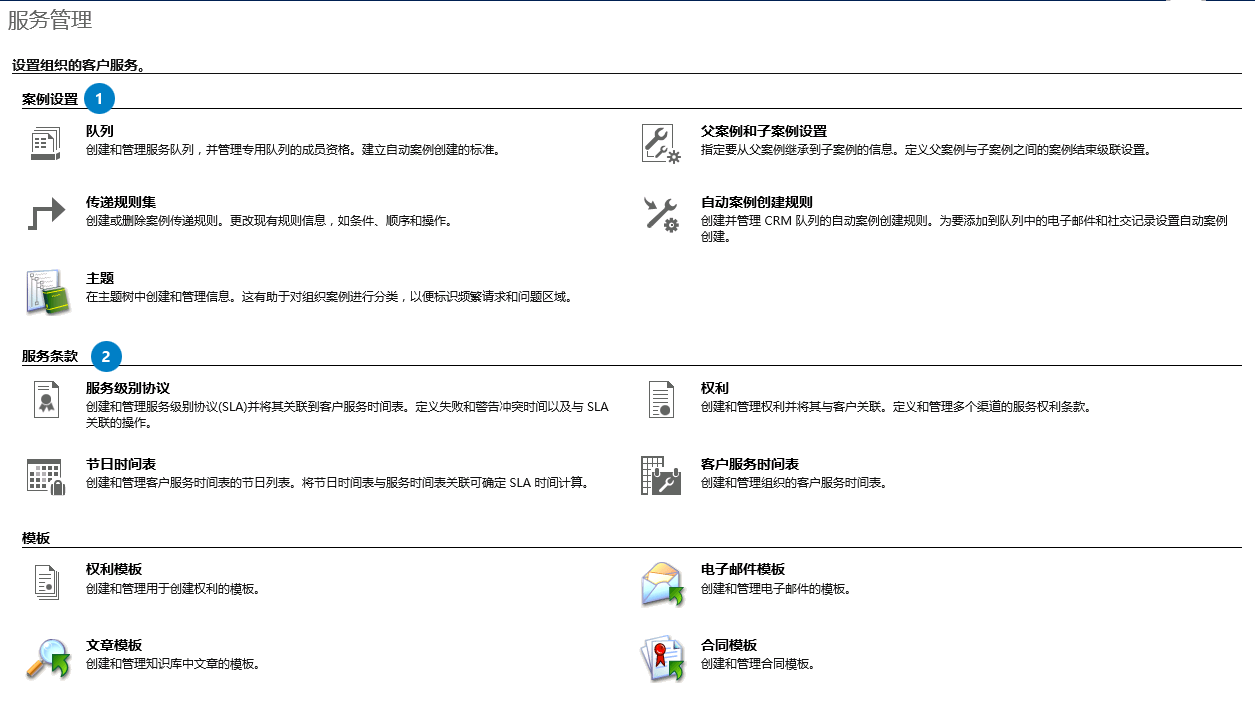 服务管理
设置组织的客户服务。
案例设置 1
队列
创建和管理服务队列，并管理专用队列的成员资格。建立自动案例创建的标准。
父案例和子案例设置
指定要从父案例继承到子案例的信息。定义父案例与子案例之间的案例结束级联设置。
传递规则集
创建或删除案例传递规则。更改现有规则信息，如条件、顺序和操作。
自动案例创建规则
创建并管理 CRM 队列的自动案例创建规则。为要添加到队列中的电子邮件和社交记录设置自动案例
创建。
主题
在主题树中创建和管理信息。这有助于对组织案例进行分类，以便标识频繁请求和问题区域。
服务条款 2
服务级别协议
创建和管理服务级别协议(SLA)并将其关联到客户服务时间表。定义失败和警告冲突时间以及与 SLA
关联的操作。
权利
创建和管理权利并将其与客户关联。定义和管理多个渠道的服务权利条款。
节日时间表
创建和管理客户服务时间表的节日列表。将节日时间表与服务时间表关联可确定 SLA 时间计算。
客户服务时间表
创建和管理组织的客户服务时间表。
模板
权利模板
创建和管理用于创建权利的模板。
电子邮件模板
创建和管理电子邮件的模板。
文章模板
创建和管理知识库中文章的模板。
合同模板
创建和管理合同模板。